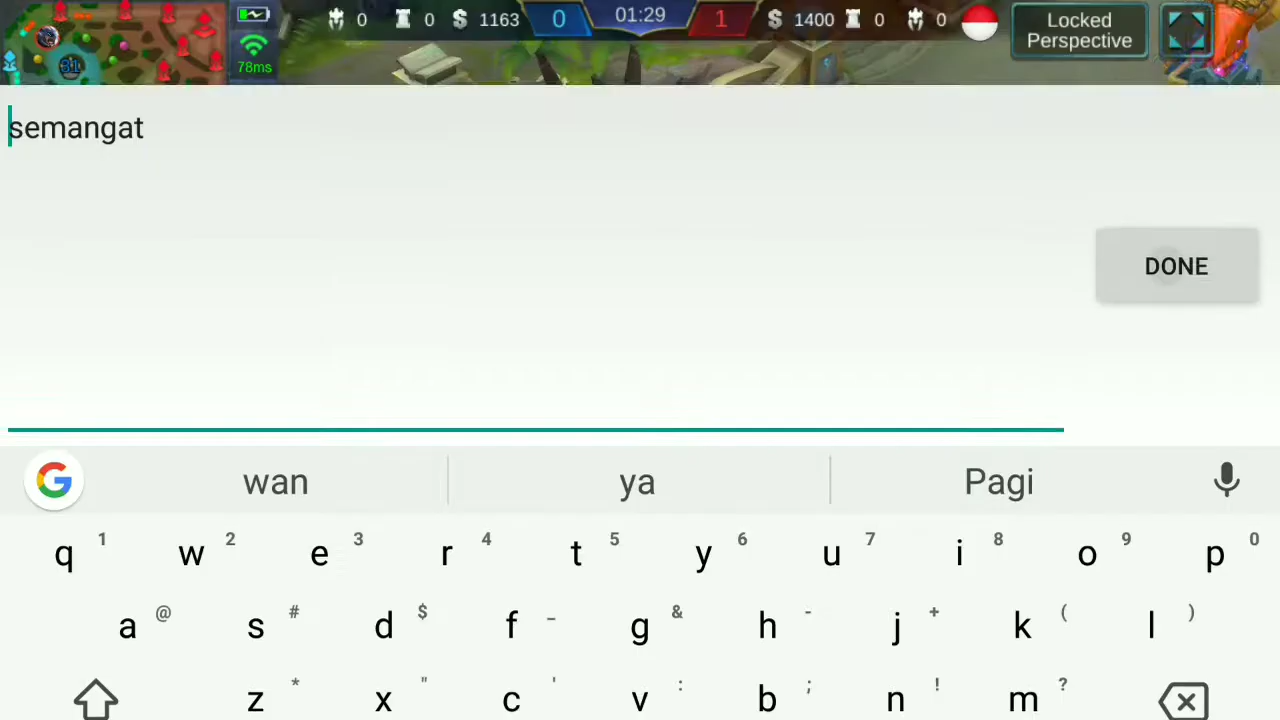 0 0 1163 0 01:29 1 1400 0 0 Locked
Perspective
78ms
semangat
DONE
wan ya Pagi
q 1 w 2 e 3 r 4 t 5 y 6 u 7 i 8 o 9 p 0
a @ s # d $ f _ g & h - j + k ( l )
z * x " c ' v : b ; n ! m ?